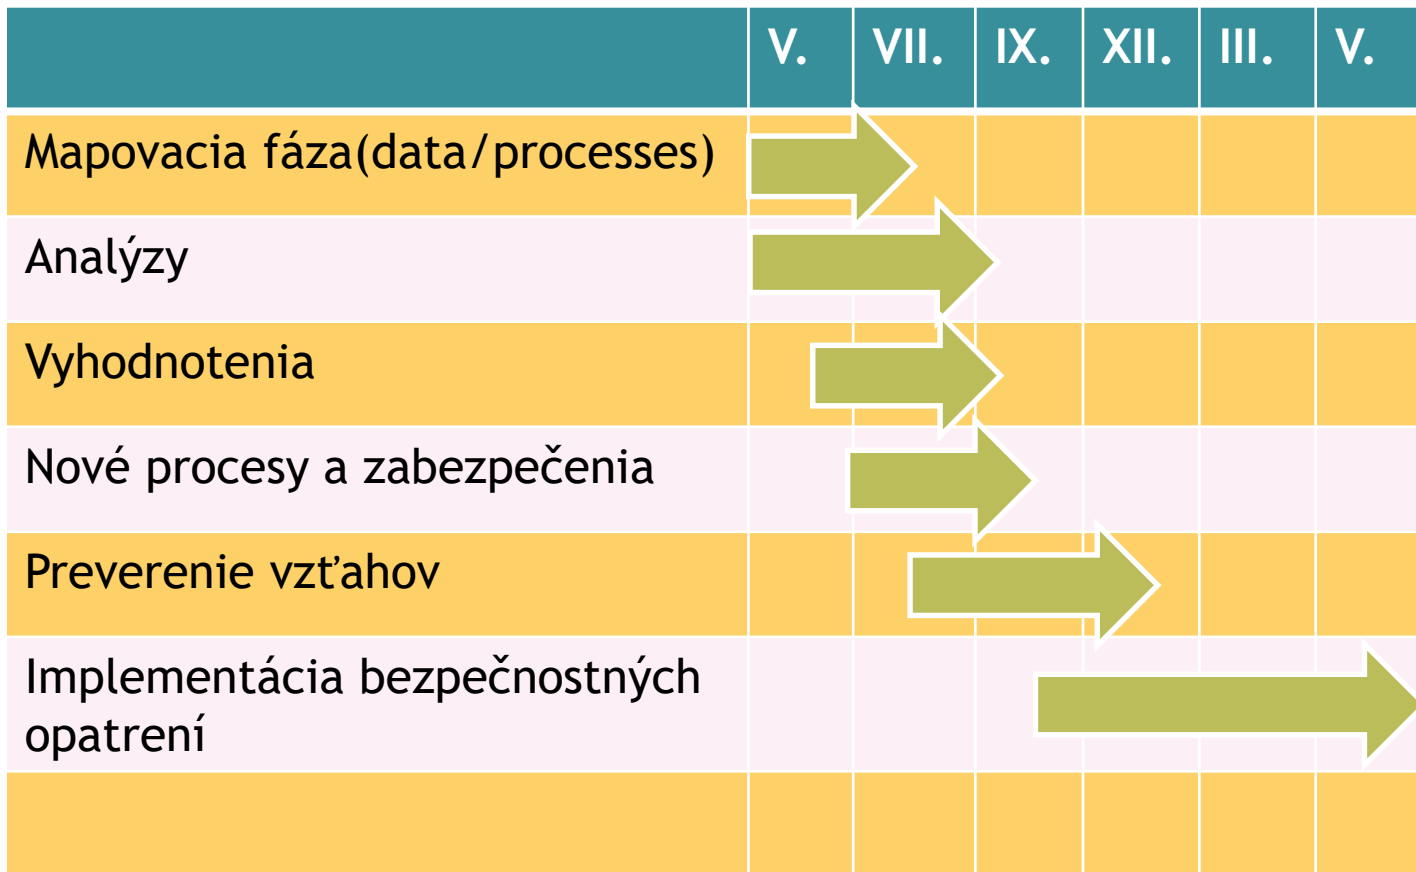 V. VII. IX. XII. III. V.
Mapovacia fáza(data/processes)
Analýzy
Vyhodnotenia
Nové procesy a zabezpečenia
Preverenie vzťahov
Implementácia bezpečnostných
opatrení